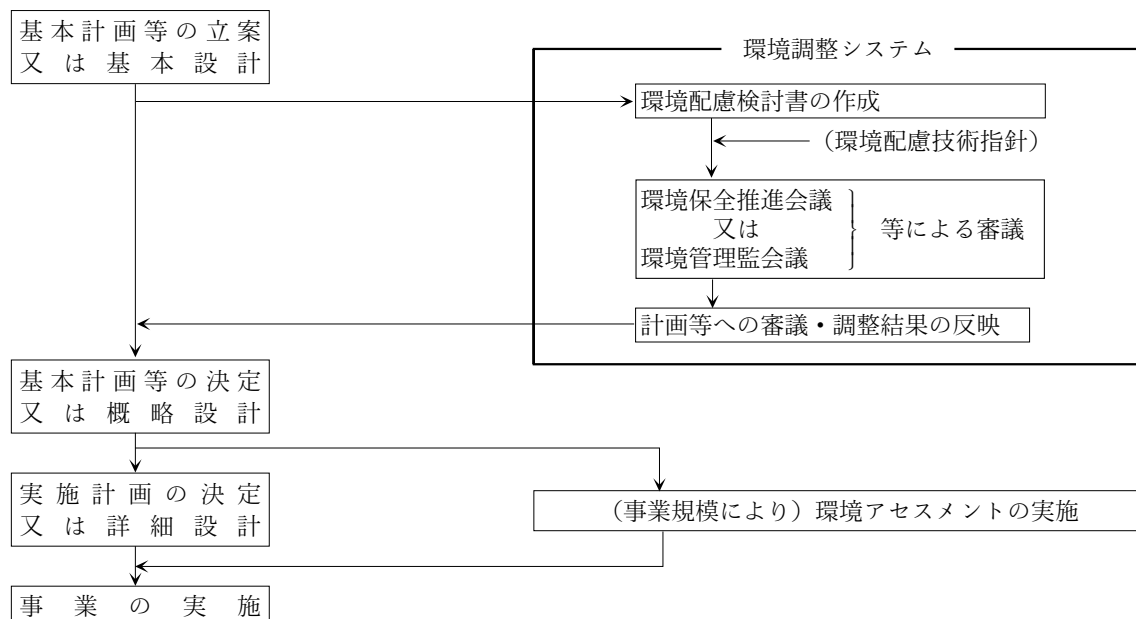 基本計画等の立案
又は基本設計
環境調整システム
環境配慮検討書の作成
（環境配慮技術指針）
環境保全推進会議
又は
環境管理監会議
等による審議
計画等への審議・調整結果の反映
基本計画等の決定
又は概略設計
実施計画の決定
又は詳細設計
（事業規模により）環境アセスメントの実施
事業の実施